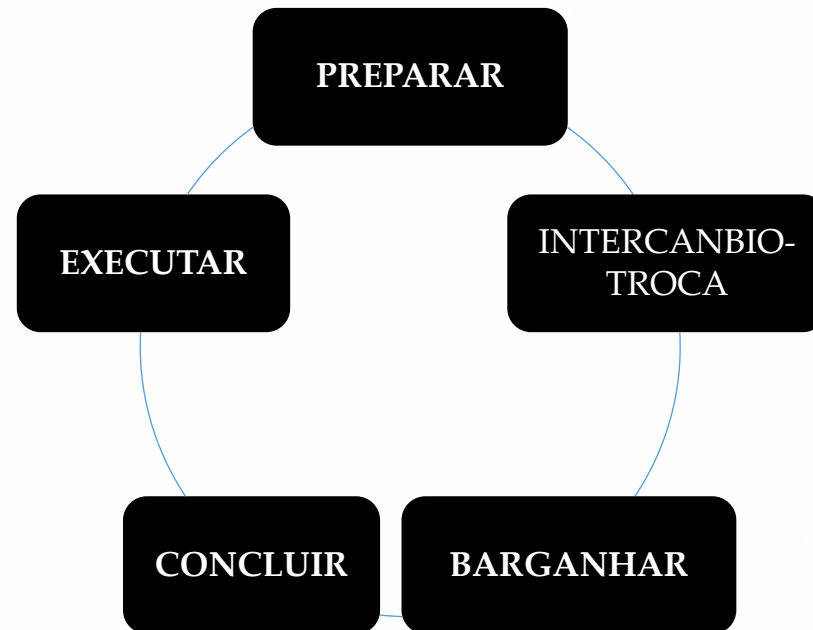 PREPARAR
INTERCANBIO-
TROCA
BARGANHAR
CONCLUIR
EXECUTAR